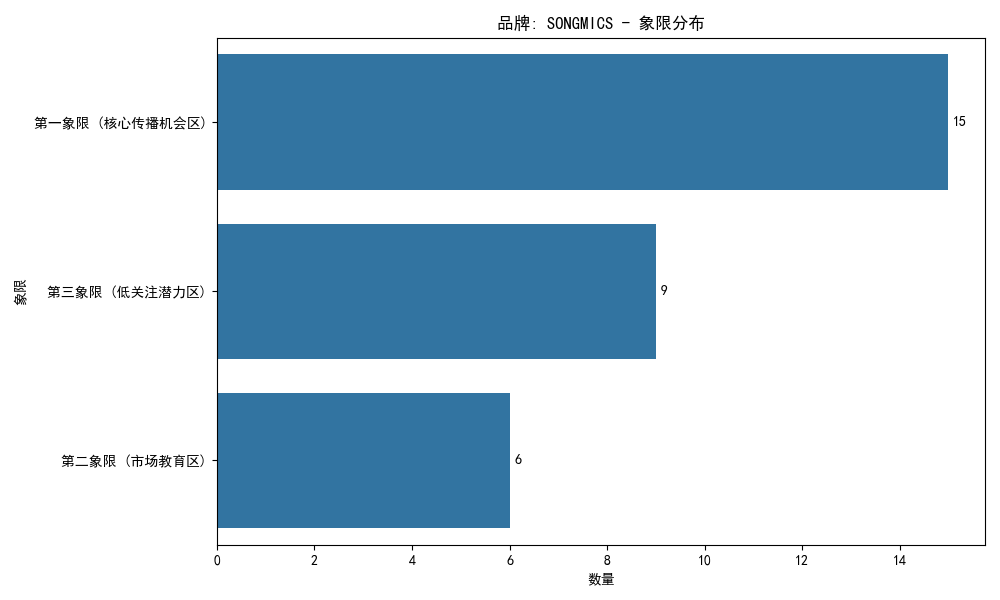 品牌: SONGMICS - 象限分布
象限
第一象限 (核心传播机会区)
15
第三象限 (低关注潜力区)
9
第二象限 (市场教育区)
6
0 2 4 6 8 10 12 14
数量